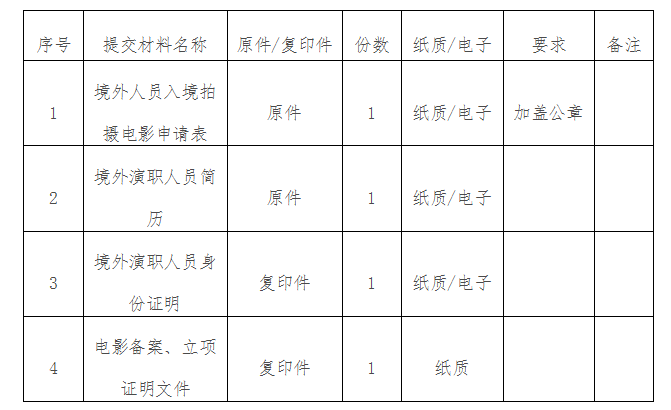 序号 提交材料名称 原件/复印件 份数 纸质/电子 要求 备注
境外人员入境拍
1 原件 1 纸质/电子 加盖公章
摄电影申请表
境外演职人员简
2 原件 1 纸质/电子
历
境外演职人员身
3 复印件 1 纸质/电子
份证明
电影备案、立项
4 复印件 1 纸质
证明文件